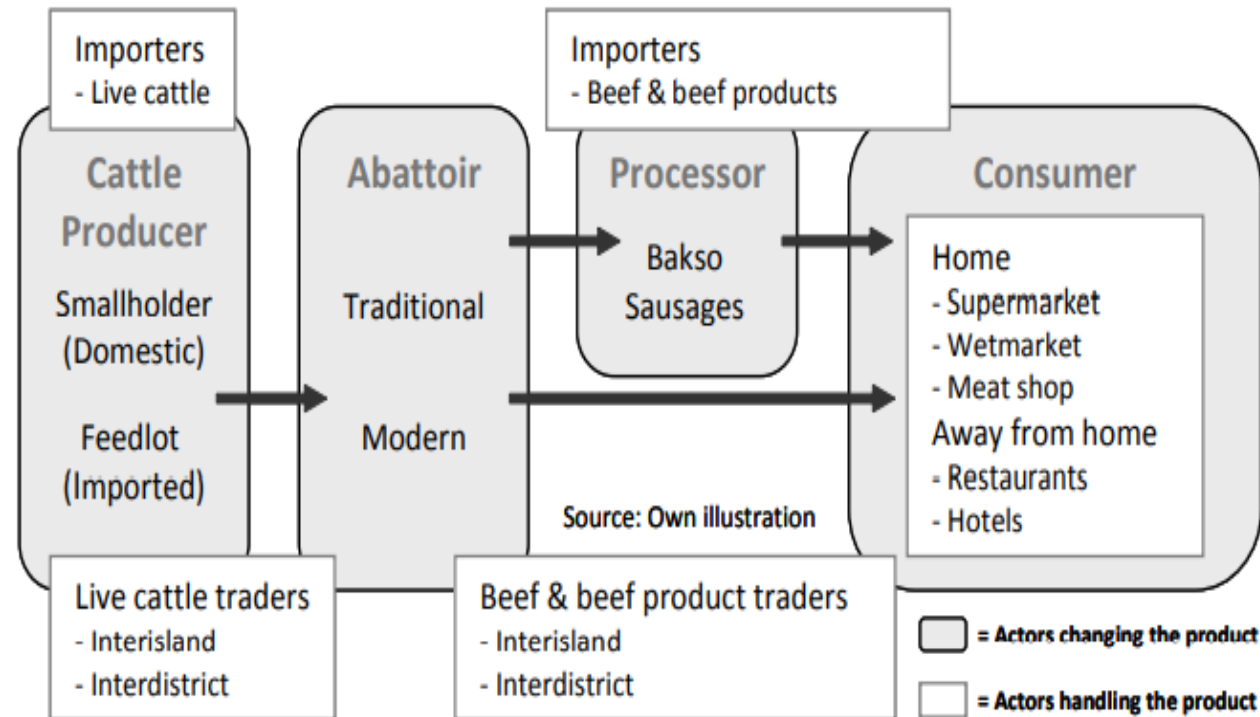 Importers
- Live cattle
Importers
- Beef & beef products
Cattle
Producer
Smallholder
(Domestic)
Feedlot
(Imported)
Abattoir
Traditional
Modern
Processor
Bakso
Sausages
Consumer
Home
- Supermarket
- Wetmarket
- Meat shop
Away from home
- Restaurants
- Hotels
Source: Own illustration
Live cattle traders
- Interisland
- Interdistrict
Beef & beef product traders
- Interisland
- Interdistrict
= Actors changing the product
= Actors handling the product